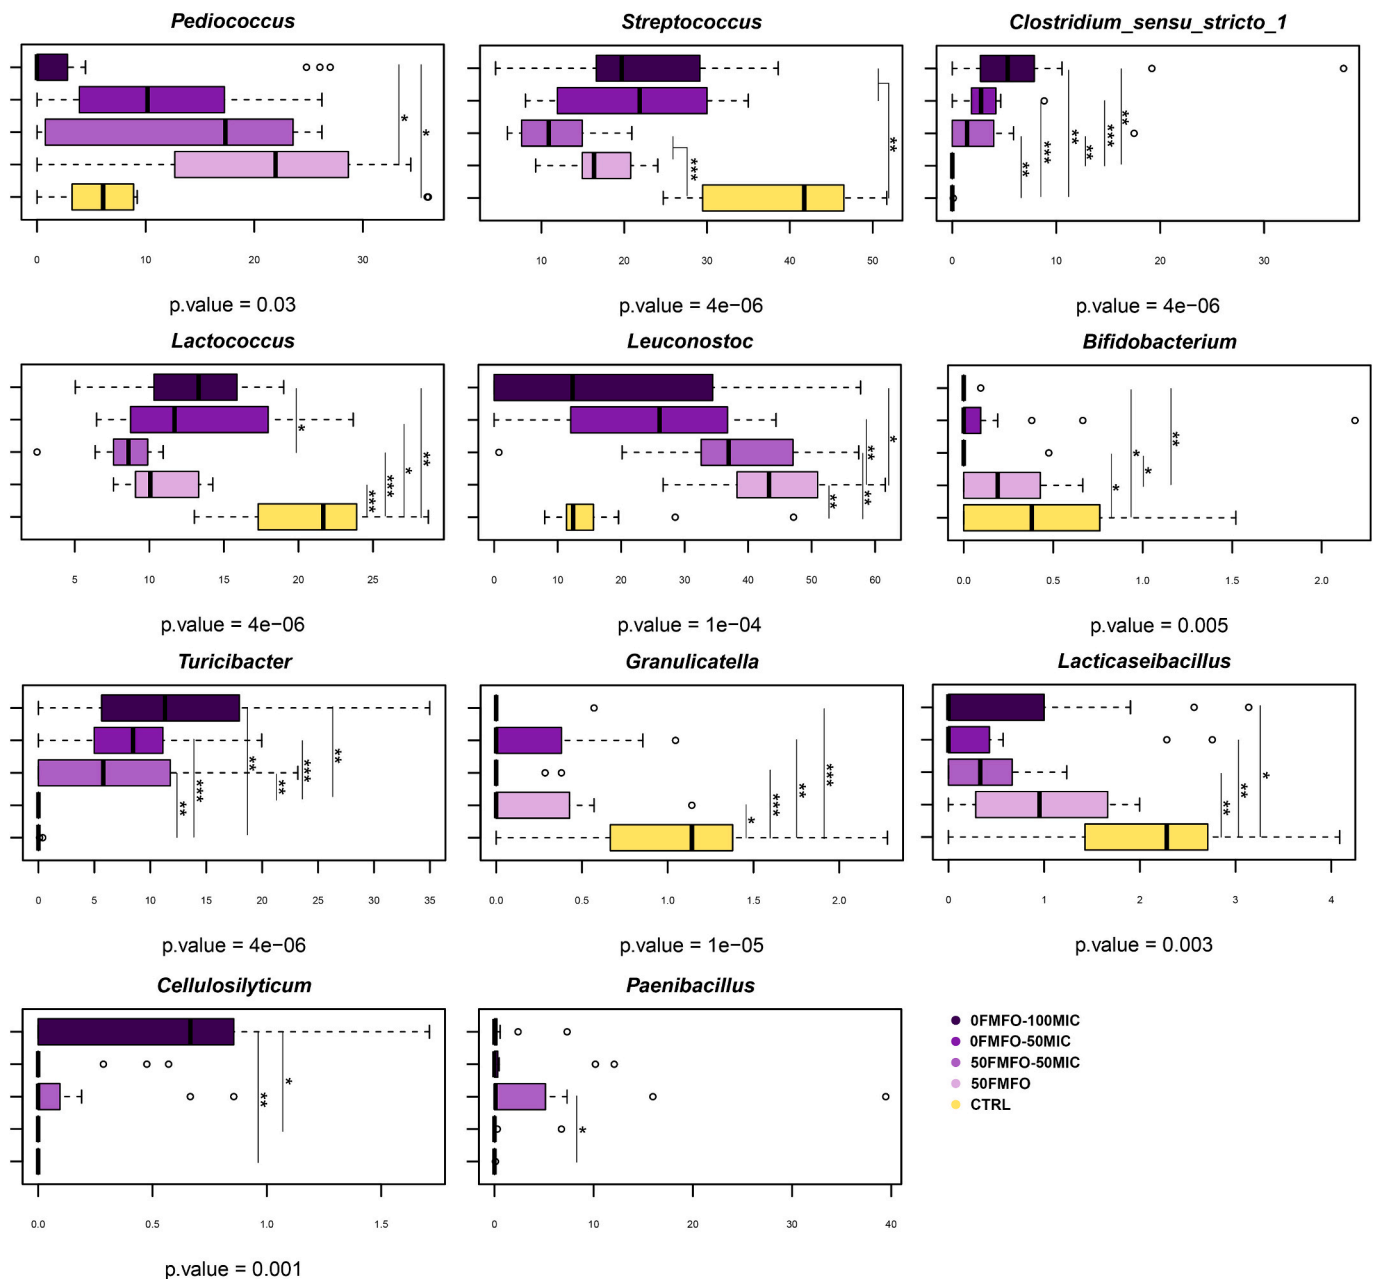 Pediococcus Streptococcus Clostridium_sensu_stricto_1
* * ** *** ** *** ** ** *** **
0 10 20 30 10 20 30 40 50 0 10 20 30
p.value = 0.03 p.value = 4e−06 p.value = 4e−06
Lactococcus Leuconostoc Bifidobacterium
* *** *** * ** ** ** ** * * * * **
5 10 15 20 25 0 10 20 30 40 50 60 0.0 0.5 1.0 1.5 2.0
p.value = 4e−06 p.value = 1e−04 p.value = 0.005
Turicibacter Granulicatella Lacticaseibacillus
** *** ** ** *** ** * *** ** *** ** ** *
0 5 10 15 20 25 30 35 0.0 0.5 1.0 1.5 2.0 0 1 2 3 4
p.value = 4e−06 p.value = 1e−05 p.value = 0.003
Cellulosilyticum Paenibacillus
** * *
0.0 0.5 1.0 1.5 0 10 20 30 40
p.value = 0.001
0FMFO-100MIC
0FMFO-50MIC
50FMFO-50MIC
50FMFO
CTRL